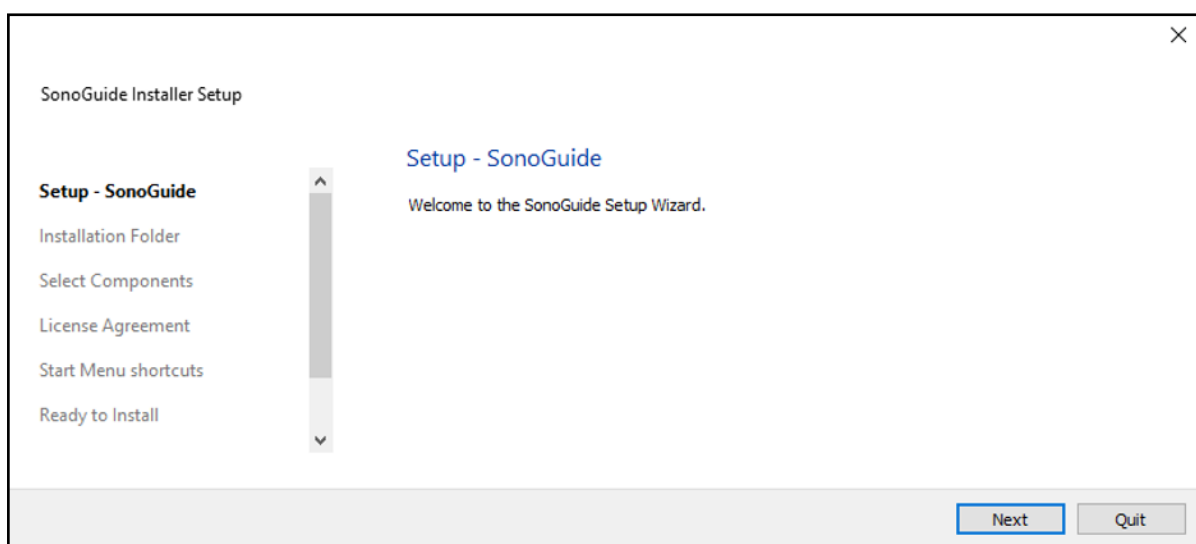 SonoGuide Installer Setup
Setup - SonoGuide
Installation Folder
Select Components
License Agreement
Start Menu shortcuts
Ready to Install
Setup - SonoGuide
Welcome to the SonoGuide Setup Wizard.
Next
Quit